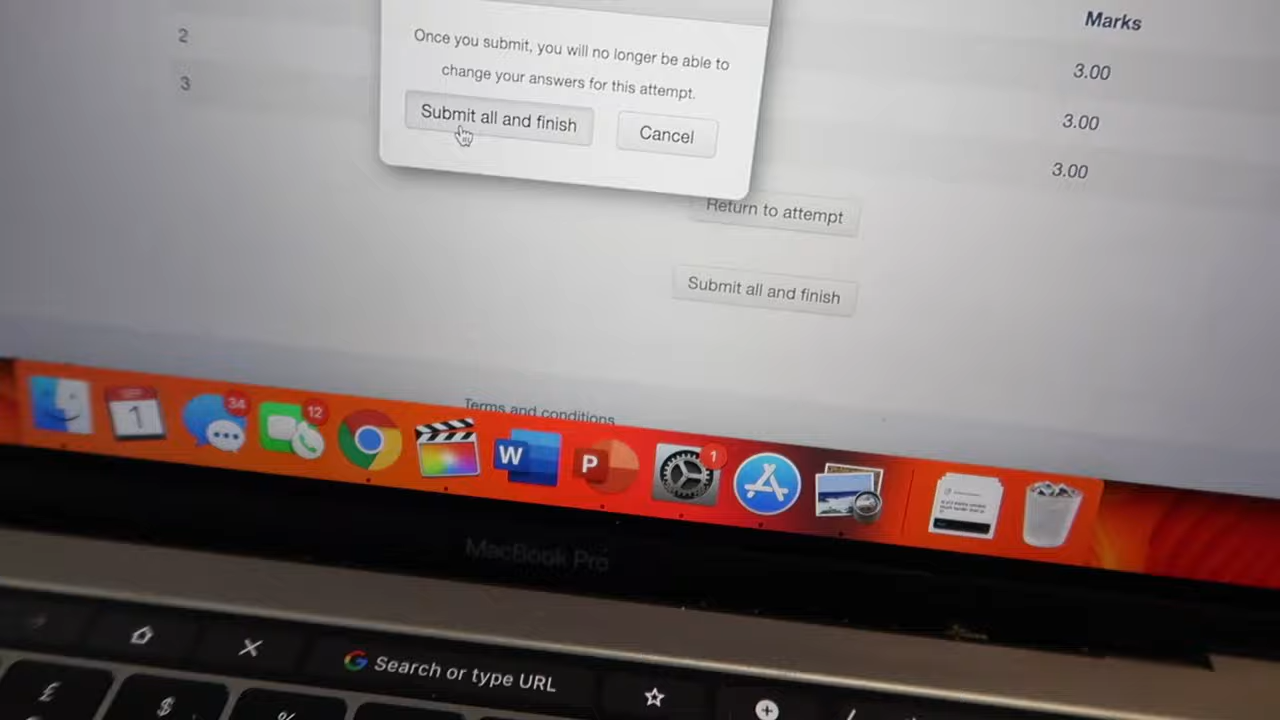 Marks
2
3.00
3
3.00
3.00
Once you submit, you will no longer be able to
change your answers for this attempt.
Submit all and finish
Cancel
Return to attempt
Submit all and finish
Terms and conditions
1
34
12
W
P
1
MacBook Pro
Search or type URL
£
$
%